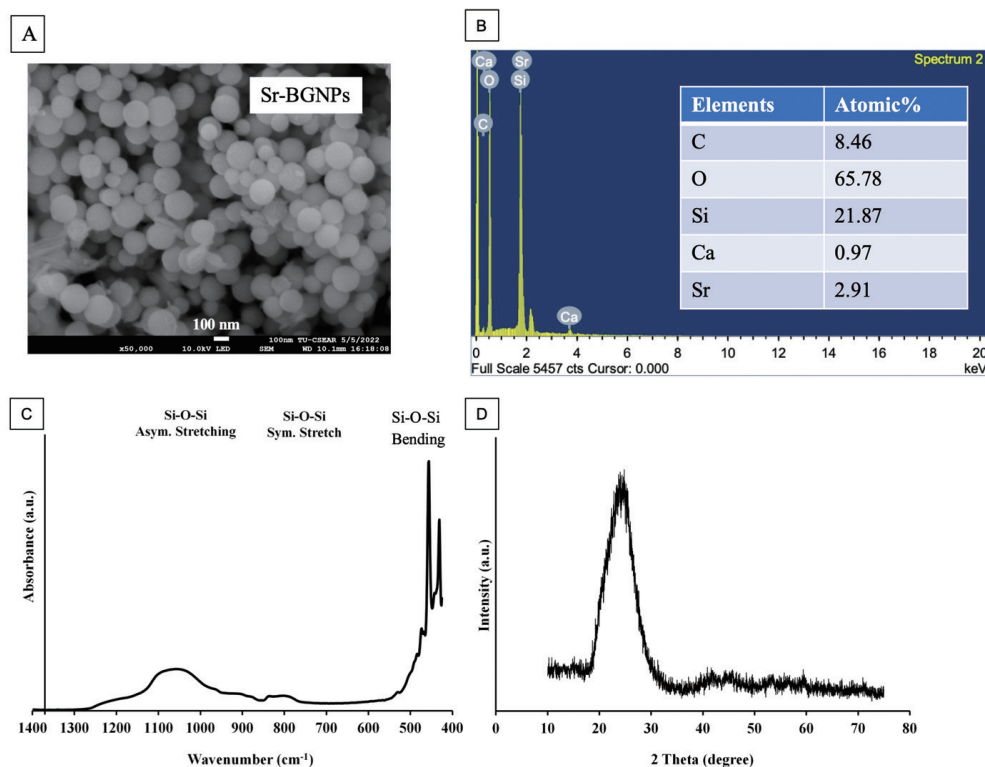 A
Sr-BGNPs
100 nm
100nm TU-CSEAR 5/5/2022
x50,000 10.0kV LED SEM WD 10.1mm 16:18:08
B
Spectrum 2
Ca Sr
O Si
C
Ca
Elements Atomic%
C 8.46
O 65.78
Si 21.87
Ca 0.97
Sr 2.91
0 2 4 6 8 10 12 14 16 18 20
Full Scale 5457 cts Cursor: 0.000 keV
C
Si-O-Si Si-O-Si Si-O-Si
Asym. Stretching Sym. Stretch Bending
Absorbance (a.u.)
1400 1300 1200 1100 1000 900 800 700 600 500 400
Wavenumber (cm⁻¹)
D
Intensity (a.u.)
0 10 20 30 40 50 60 70 80
2 Theta (degree)